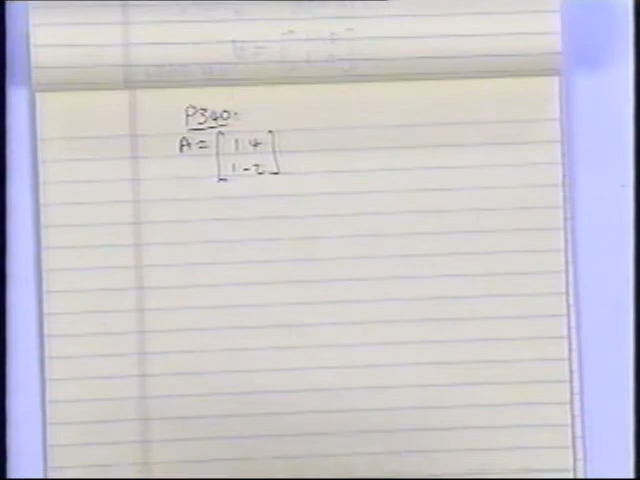 P340:
A = [ 1 4
1 -2 ]